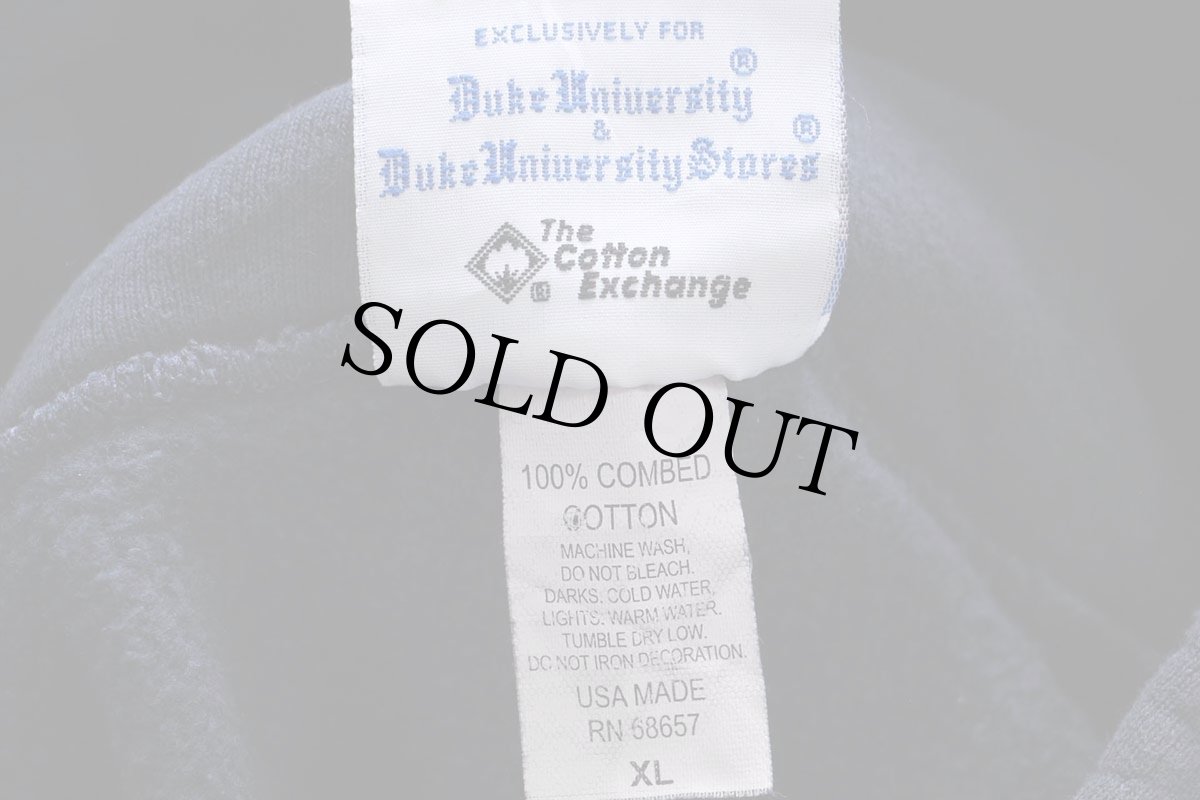 EXCLUSIVELY FOR
Duke University®
&
Duke University Stores®
The
Cotton
Exchange
®
SOLD OUT
100% COMBED
COTTON
MACHINE WASH,
DO NOT BLEACH.
DARKS: COLD WATER,
LIGHTS: WARM WATER.
TUMBLE DRY LOW.
DO NOT IRON DECORATION.
USA MADE
RN 68657
XL